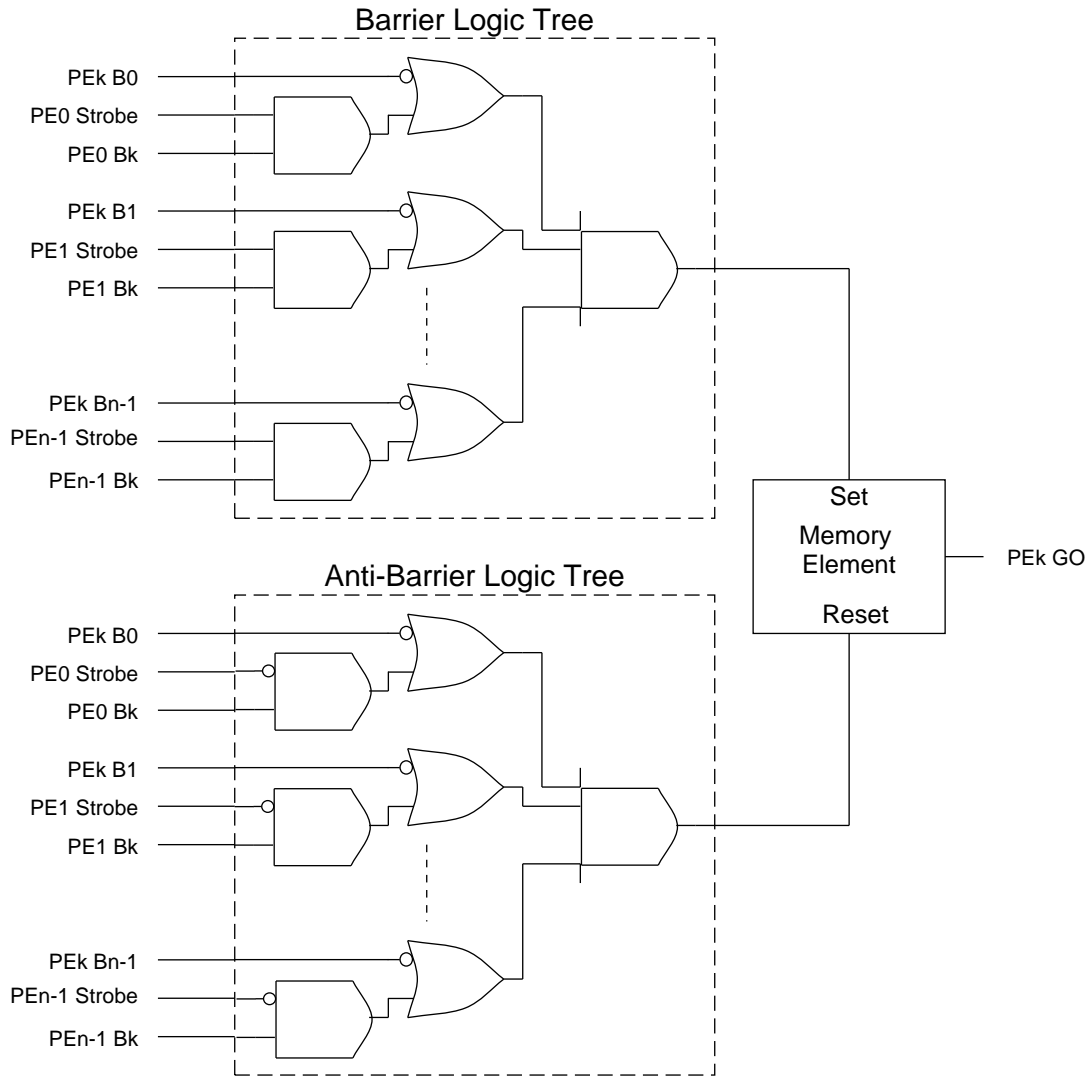 Barrier Logic Tree
PEk B0
PE0 Strobe
PE0 Bk
PEk B1
PE1 Strobe
PE1 Bk
PEk Bn-1
PEn-1 Strobe
PEn-1 Bk
Set
Memory
Element
Reset
PEk GO
Anti-Barrier Logic Tree
PEk B0
PE0 Strobe
PE0 Bk
PEk B1
PE1 Strobe
PE1 Bk
PEk Bn-1
PEn-1 Strobe
PEn-1 Bk